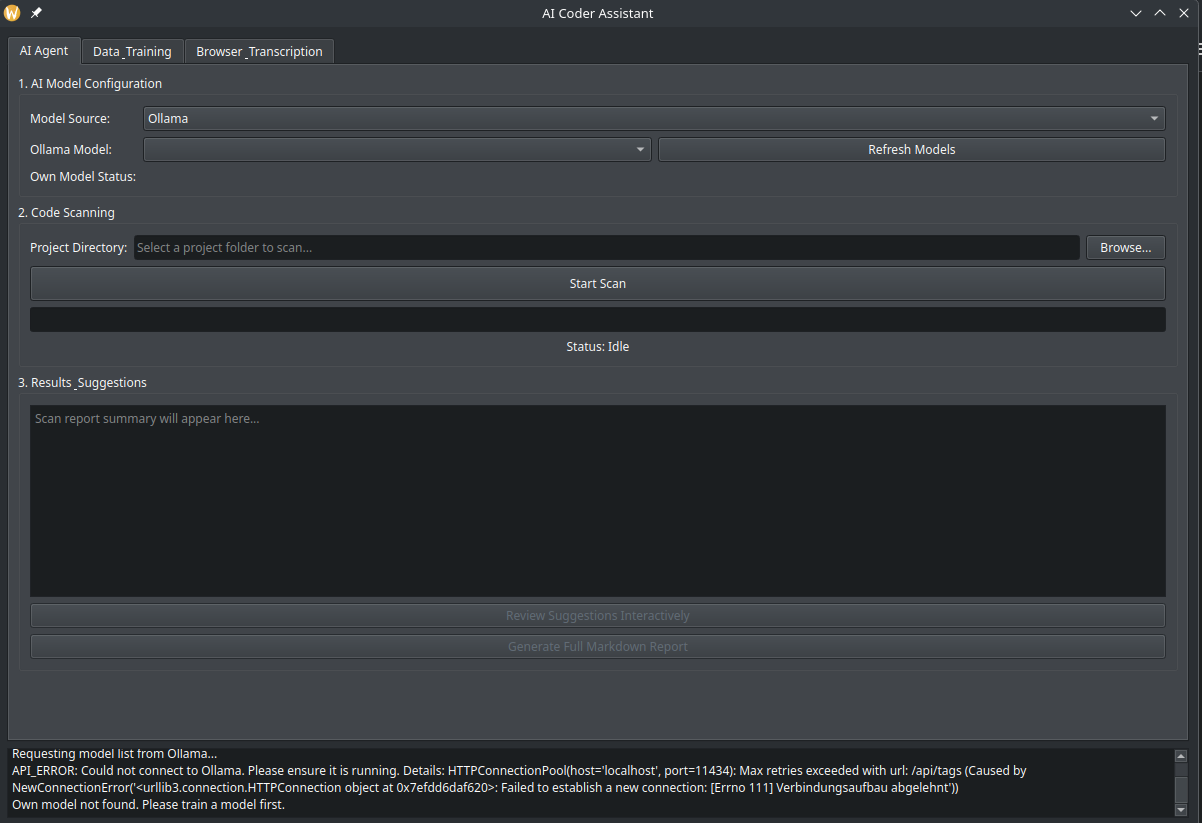 AI Coder Assistant
AI Agent
Data_Training
Browser_Transcription
1. AI Model Configuration
Model Source:
Ollama
Ollama Model:
Refresh Models
Own Model Status:
2. Code Scanning
Project Directory:
Select a project folder to scan...
Browse...
Start Scan
Status: Idle
3. Results_Suggestions
Scan report summary will appear here...
Review Suggestions Interactively
Generate Full Markdown Report
Requesting model list from Ollama...
API_ERROR: Could not connect to Ollama. Please ensure it is running. Details: HTTPConnectionPool(host='localhost', port=11434): Max retries exceeded with url: /api/tags (Caused by
NewConnectionError('<urllib3.connection.HTTPConnection object at 0x7efdd6daf620>: Failed to establish a new connection: [Errno 111] Verbindungsaufbau abgelehnt'))
Own model not found. Please train a model first.